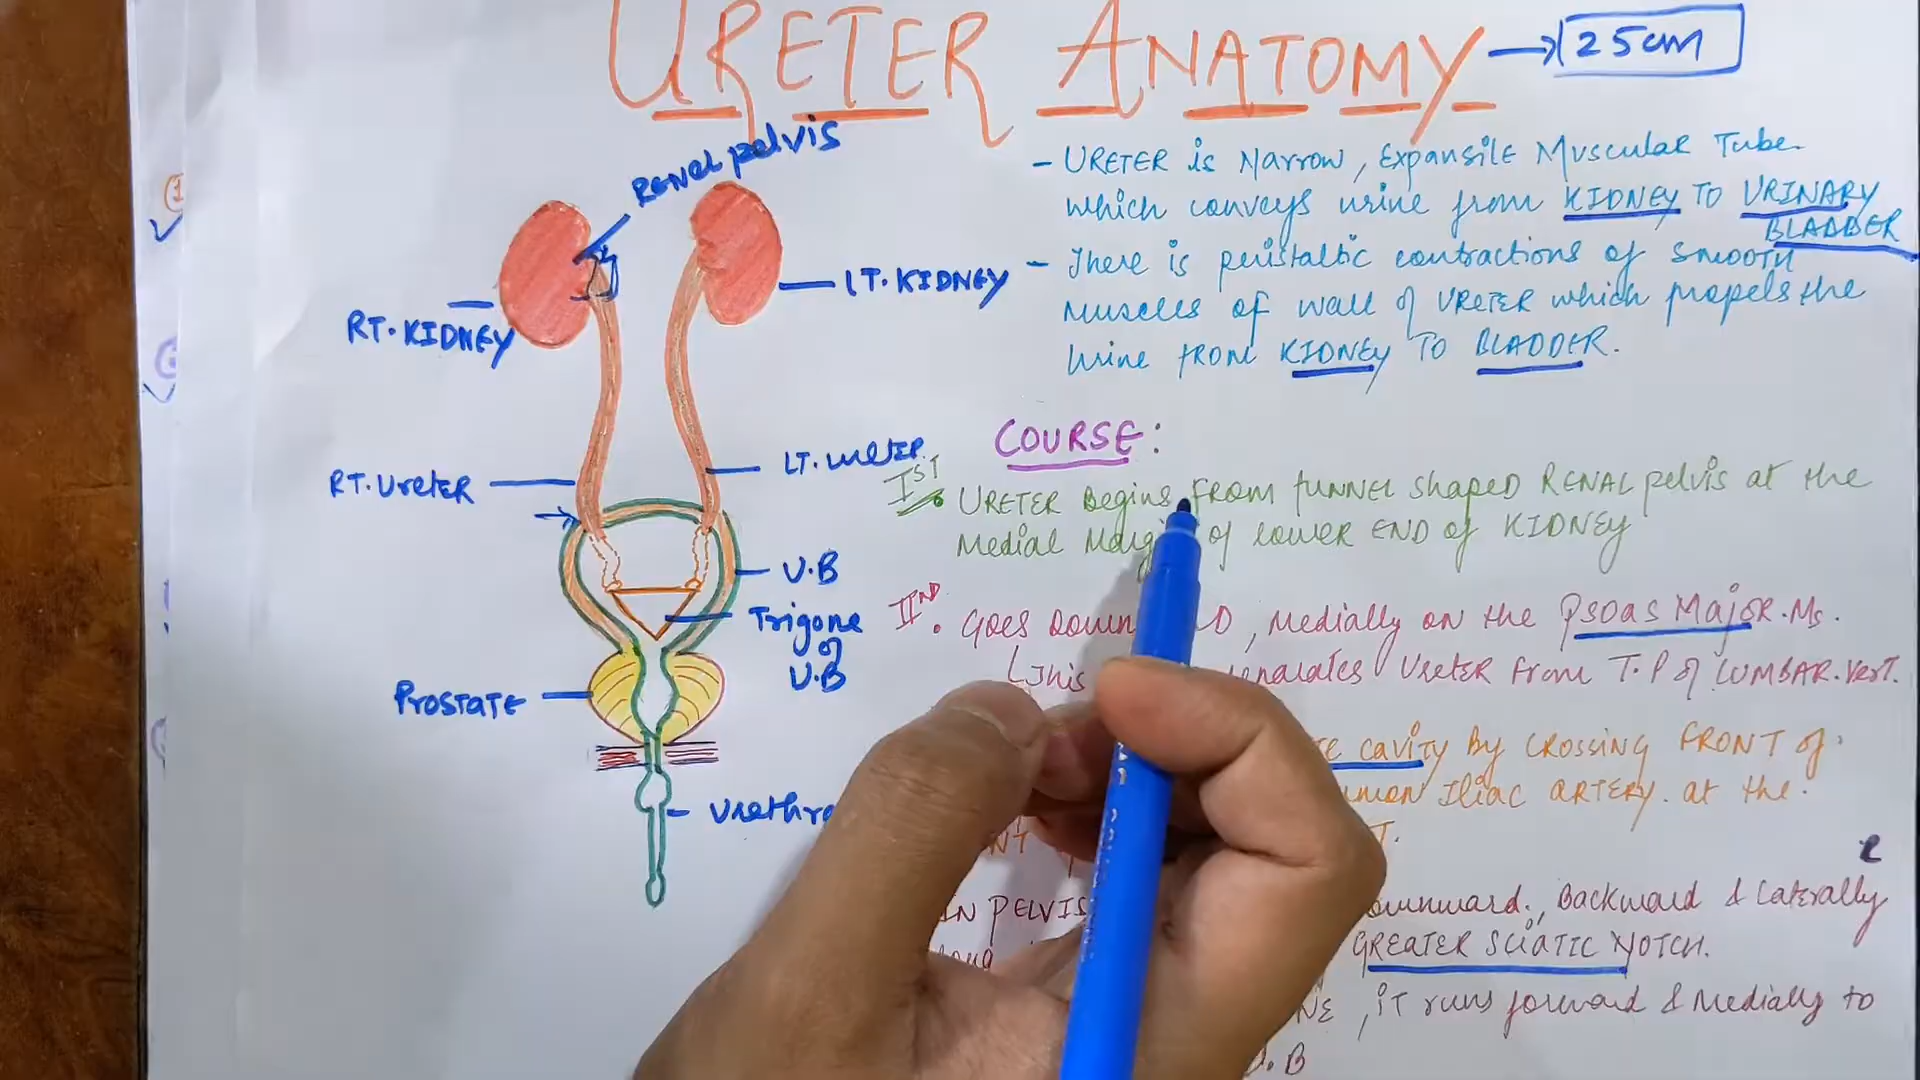 URETER ANATOMY → 25cm
Renal pelvis
RT. KIDNEY
LT. KIDNEY
RT. UreteR
LT. ureter
U.B
Trigone
of
U.B
ProstaTE
- URETER is Narrow, Expansile Muscular Tube
which conveys urine from KIDNEY TO URINARY
BLADDER
- There is peristaltic contractions of smooth
Muscles of wall of URETER which propels the
urine from KIDNEY TO BLADDER.
COURSE:
IST URETER Begins FROM funnel shaped RENAL pelvis at the
Medial of lower END of KIDNEY
IInd. Goes , Medially on the Psoas Major. Ms.
(This Ureter from T.P of LUMBAR. Vert.
cavity By crossing FRONT of
Iliac ARTERY. at the
IN PELVIS Backward & laterally
GREATER SCIATIC NOTCH.
, iT runs forward & Medially to
U.B